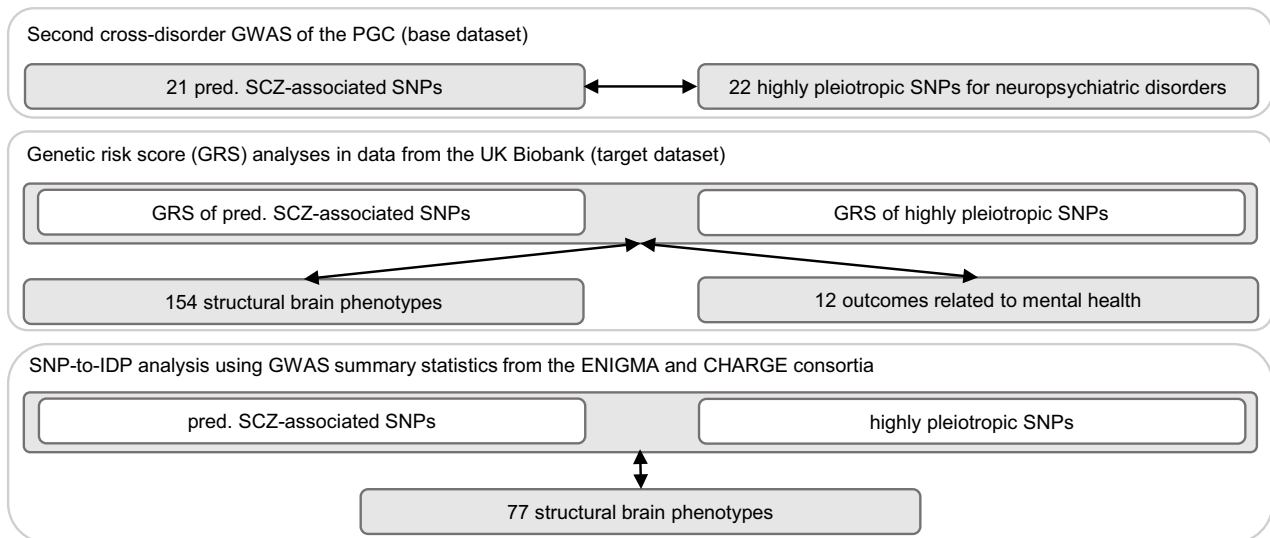 Second cross-disorder GWAS of the PGC (base dataset)
21 pred. SCZ-associated SNPs
22 highly pleiotropic SNPs for neuropsychiatric disorders
Genetic risk score (GRS) analyses in data from the UK Biobank (target dataset)
GRS of pred. SCZ-associated SNPs
GRS of highly pleiotropic SNPs
154 structural brain phenotypes
12 outcomes related to mental health
SNP-to-IDP analysis using GWAS summary statistics from the ENIGMA and CHARGE consortia
pred. SCZ-associated SNPs
highly pleiotropic SNPs
77 structural brain phenotypes